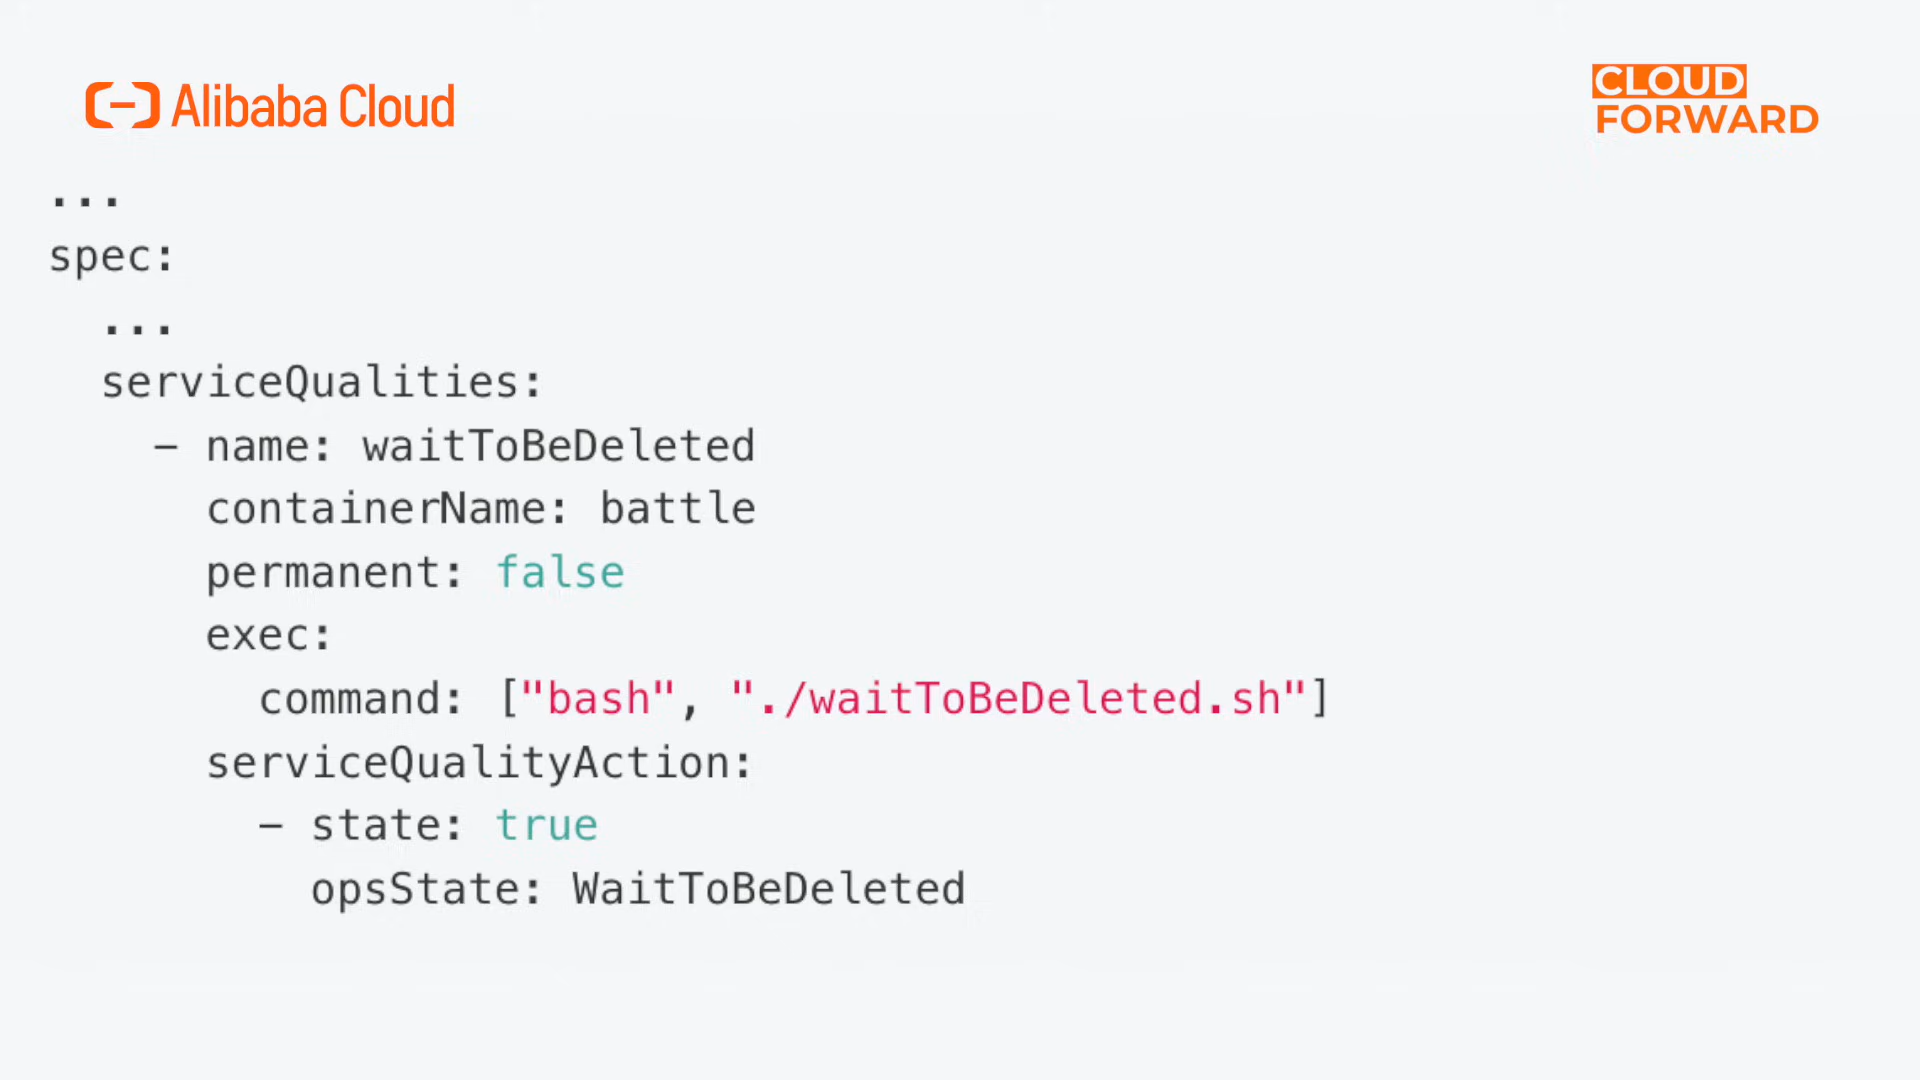 Alibaba Cloud
CLOUD
FORWARD
...
spec:
  ...
  serviceQualities:
    - name: waitToBeDeleted
      containerName: battle
      permanent: false
      exec:
        command: ["bash", "./waitToBeDeleted.sh"]
      serviceQualityAction:
        - state: true
          opsState: WaitToBeDeleted